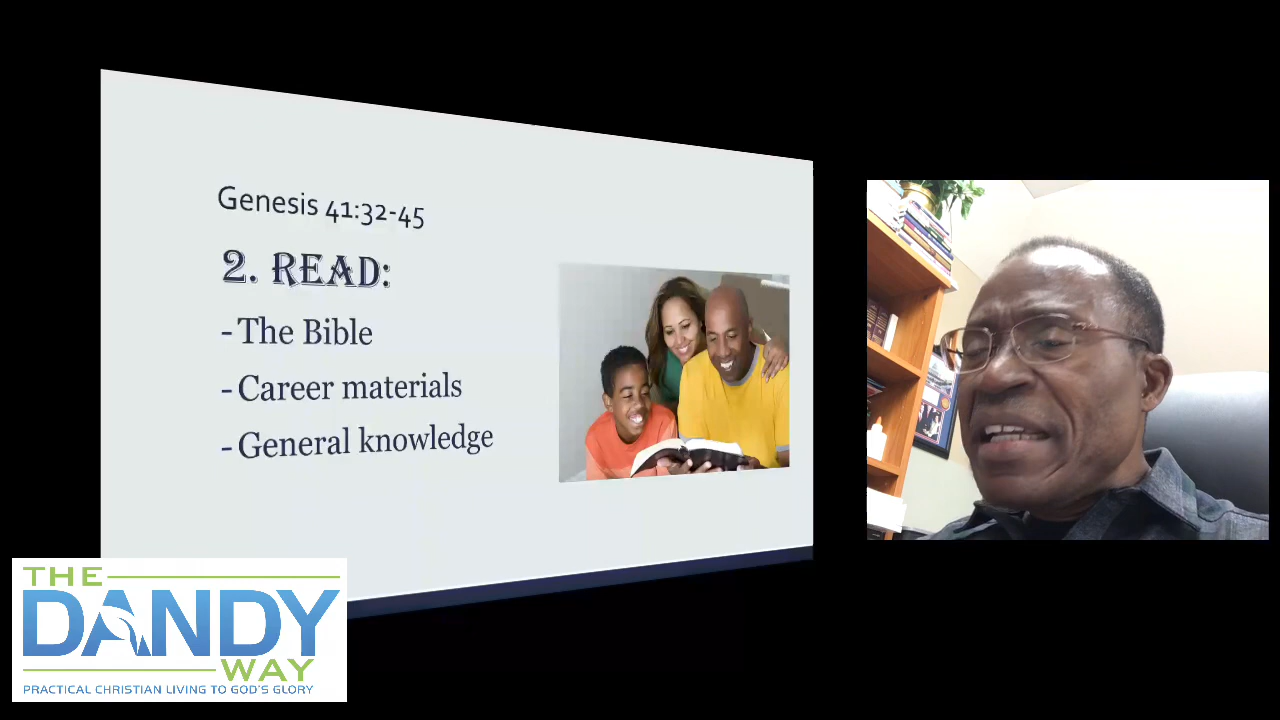 Genesis 41:32-45
2. READ:
- The Bible
- Career materials
- General knowledge
THE
DANDY
WAY
PRACTICAL CHRISTIAN LIVING TO GOD'S GLORY